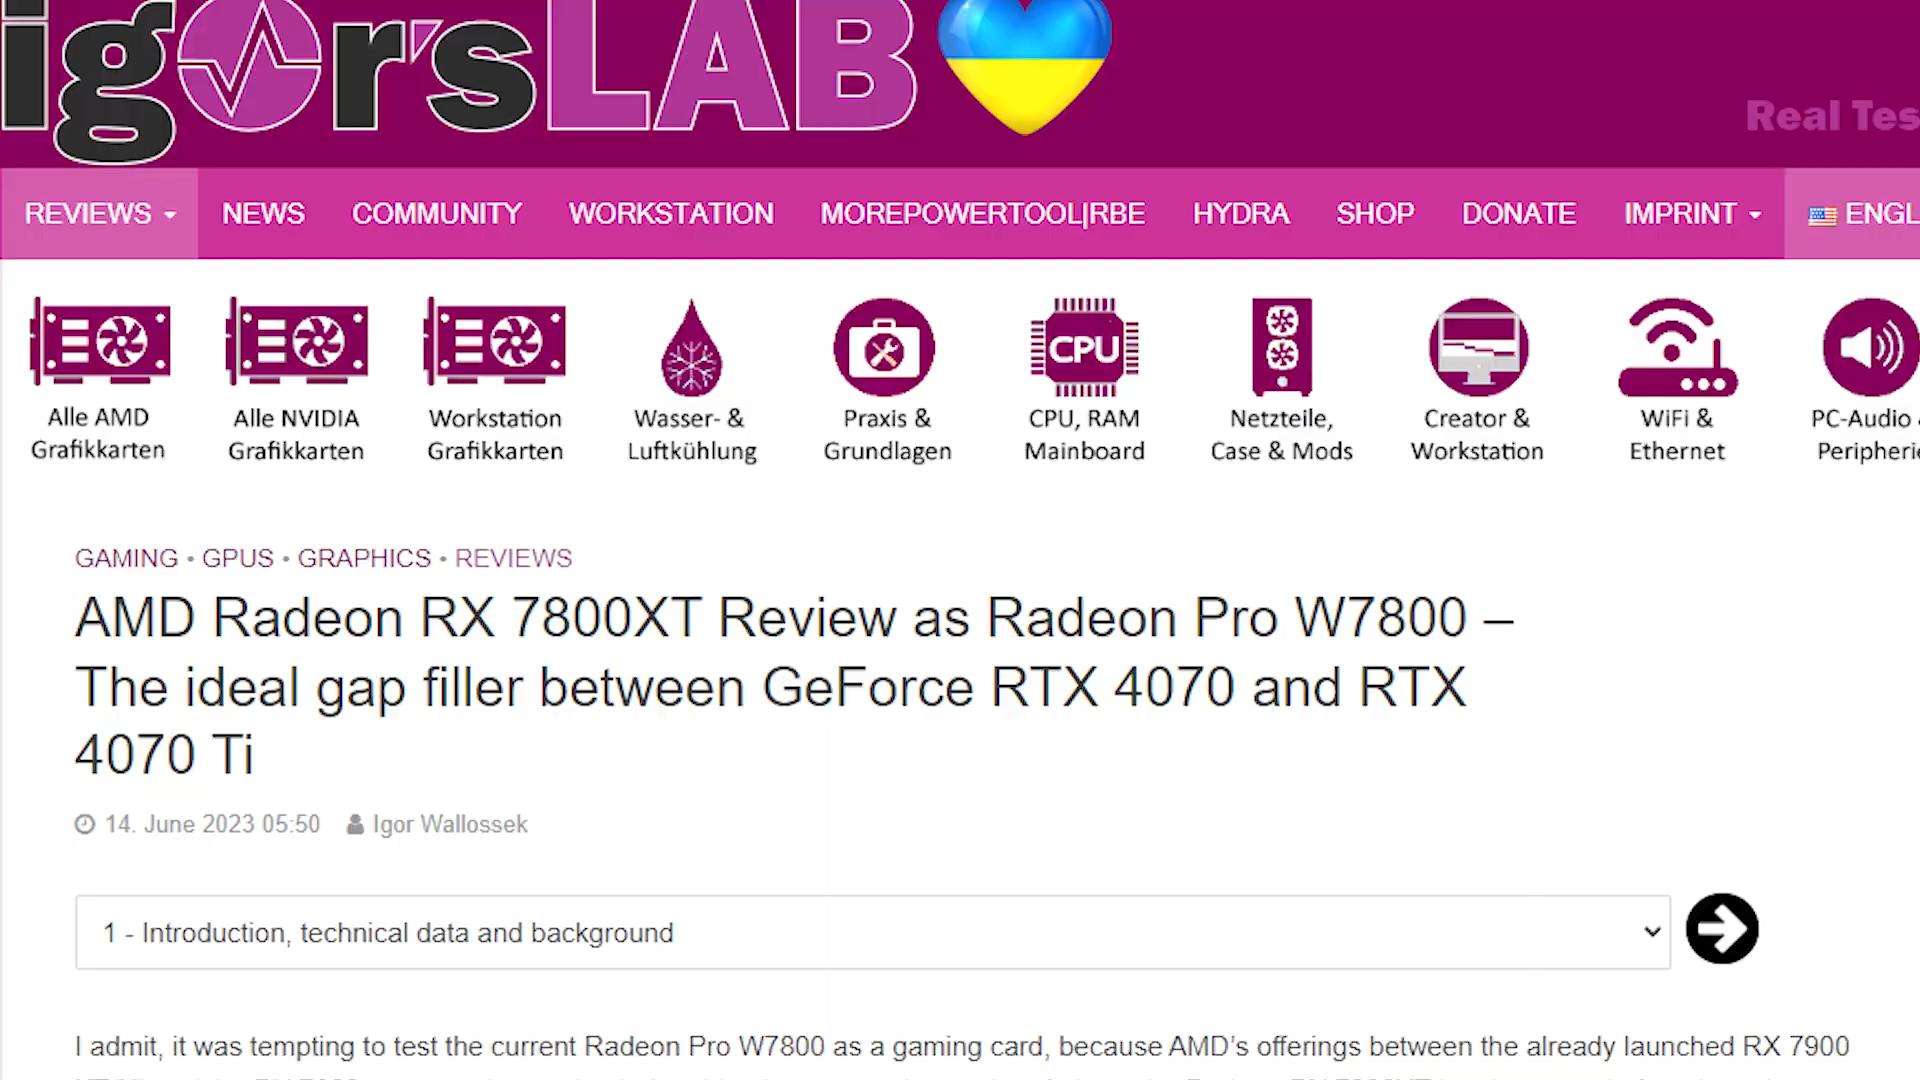 igor'sLAB
Real Tes
REVIEWS NEWS COMMUNITY WORKSTATION MOREPOWERTOOL|RBE HYDRA SHOP DONATE IMPRINT ENGL
CPU
Alle AMD Grafikkarten
Alle NVIDIA Grafikkarten
Workstation Grafikkarten
Wasser- & Luftkühlung
Praxis & Grundlagen
CPU, RAM Mainboard
Netzteile, Case & Mods
Creator & Workstation
WiFi & Ethernet
PC-Audio Peripherie
GAMING • GPUS • GRAPHICS • REVIEWS
AMD Radeon RX 7800XT Review as Radeon Pro W7800 –
The ideal gap filler between GeForce RTX 4070 and RTX
4070 Ti
14. June 2023 05:50 Igor Wallossek
1 - Introduction, technical data and background
I admit, it was tempting to test the current Radeon Pro W7800 as a gaming card, because AMD's offerings between the already launched RX 7900